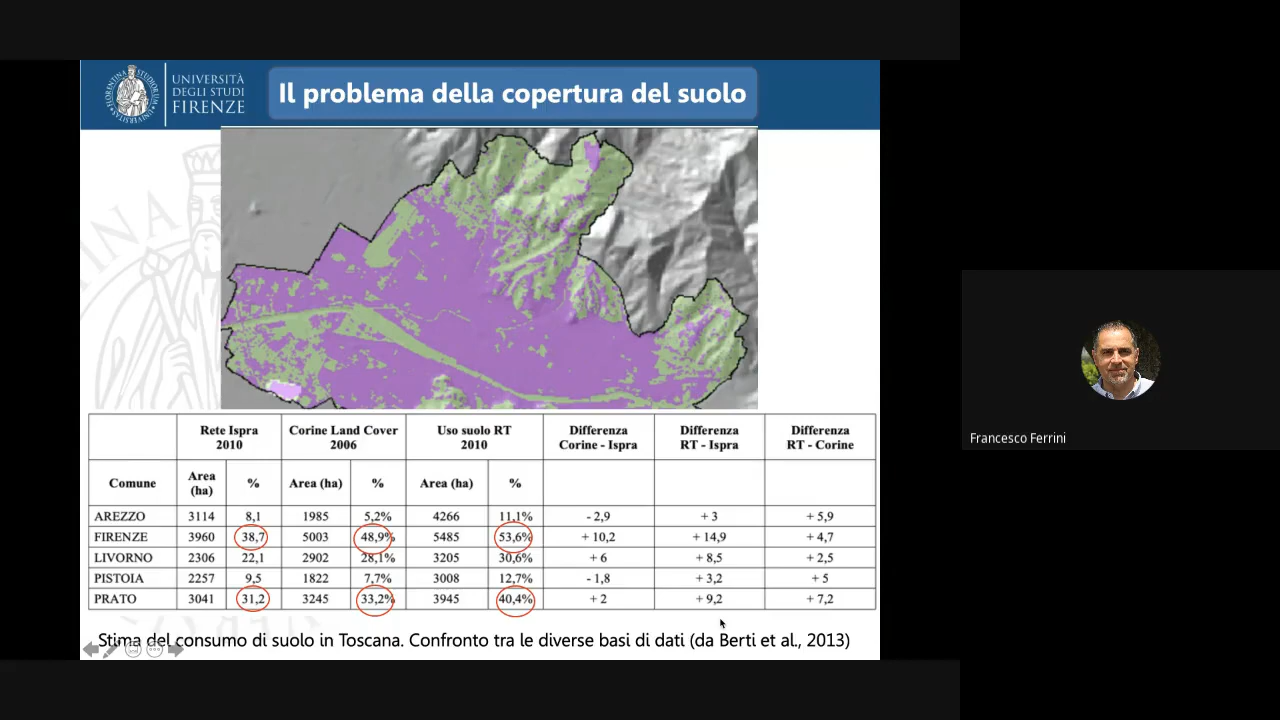 UNIVERSITÀ
DEGLI STUDI
FIRENZE
Il problema della copertura del suolo
Rete Ispra 2010 Corine Land Cover 2006 Uso suolo RT 2010 Differenza Corine - Ispra Differenza RT - Ispra Differenza RT - Corine
Comune Area (ha) % Area (ha) % Area (ha) %
AREZZO 3114 8,1 1985 5,2% 4266 11,1% - 2,9 + 3 + 5,9
FIRENZE 3960 38,7 5003 48,9% 5485 53,6% + 10,2 + 14,9 + 4,7
LIVORNO 2306 22,1 2902 28,1% 3205 30,6% + 6 + 8,5 + 2,5
PISTOIA 2257 9,5 1822 7,7% 3008 12,7% - 1,8 + 3,2 + 5
PRATO 3041 31,2 3245 33,2% 3945 40,4% + 2 + 9,2 + 7,2
Stima del consumo di suolo in Toscana. Confronto tra le diverse basi di dati (da Berti et al., 2013)
Francesco Ferrini